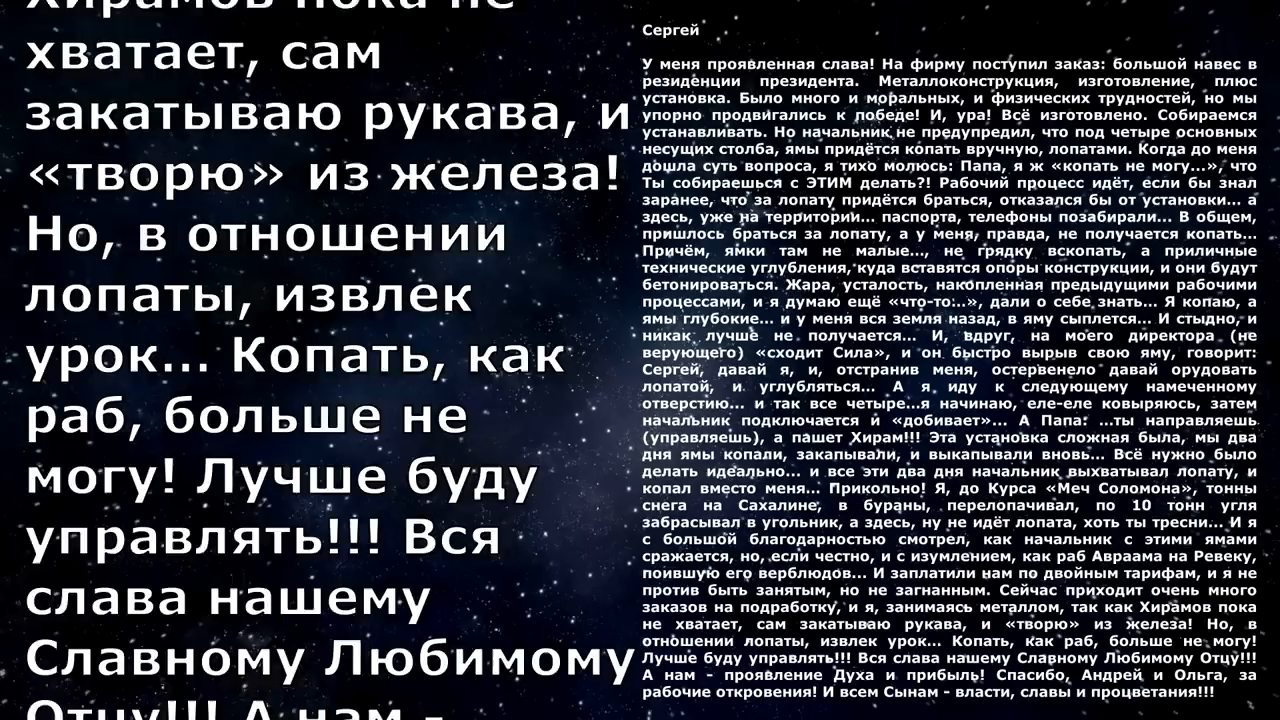 Хирамов пока не
хватает, сам
закатываю рукава, и
«творю» из железа!
Но, в отношении
лопаты, извлек
урок... Копать, как
раб, больше не
могу! Лучше буду
управлять!!! Вся
слава нашему
Славному Любимому
Отцу!!! А нам -
Сергей
У меня проявленная слава! На фирму поступил заказ: большой навес в
резиденции президента. Металлоконструкция, изготовление, плюс
установка. Было много и моральных, и физических трудностей, но мы
упорно продвигались к победе! И, ура! Всё изготовлено. Собираемся
устанавливать. Но начальник не предупредил, что под четыре основных
несущих столба, ямы придётся копать вручную, лопатами. Когда до меня
дошла суть вопроса, я тихо молюсь: Папа, я ж «копать не могу...», что
Ты собираешься с ЭТИМ делать?! Рабочий процесс идёт, если бы знал
заранее, что за лопату придётся браться, отказался бы от установки... а
здесь, уже на территории... паспорта, телефоны позабирали... В общем,
пришлось браться за лопату, а у меня, правда, не получается копать...
Причём, ямки там не малые..., не грядку вскопать, а приличные
технические углубления, куда вставятся опоры конструкции, и они будут
бетонироваться. Жара, усталость, накопленная предыдущими рабочими
процессами, и я думаю ещё «что-то...», дали о себе знать... Я копаю, а
ямы глубокие... и у меня вся земля назад, в яму сыплется... И стыдно, и
никак лучше не получается... И, вдруг, на моего директора (не
верующего) «сходит Сила», и он быстро вырыв свою яму, говорит:
Сергей, давай я, и, отстранив меня, остервенело давай орудовать
лопатой, и углубляться... А я иду к следующему намеченному
отверстию... и так все четыре...я начинаю, еле-еле ковыряюсь, затем
начальник подключается и «добивает»... А Папа: ...ты направляешь
(управляешь), а пашет Хирам!!! Эта установка сложная была, мы два
дня ямы копали, закапывали, и выкапывали вновь... Всё нужно было
делать идеально... и все эти два дня начальник выхватывал лопату, и
копал вместо меня... Прикольно! Я, до Курса «Меч Соломона», тонны
снега на Сахалине, в бураны, перелопачивал, по 10 тонн угля
забрасывал в угольник, а здесь, ну не идёт лопата, хоть ты тресни... И я
с большой благодарностью смотрел, как начальник с этими ямами
сражается, но, если честно, и с изумлением, как раб Авраама на Ревеку,
поившую его верблюдов... И заплатили нам по двойным тарифам, и я не
против быть занятым, но не загнанным. Сейчас приходит очень много
заказов на подработку, и я, занимаясь металлом, так как Хирамов пока
не хватает, сам закатываю рукава, и «творю» из железа! Но, в
отношении лопаты, извлек урок... Копать, как раб, больше не могу!
Лучше буду управлять!!! Вся слава нашему Славному Любимому Отцу!!!
А нам - проявление Духа и прибыль! Спасибо, Андрей и Ольга, за
рабочие откровения! И всем Сынам - власти, славы и процветания!!!